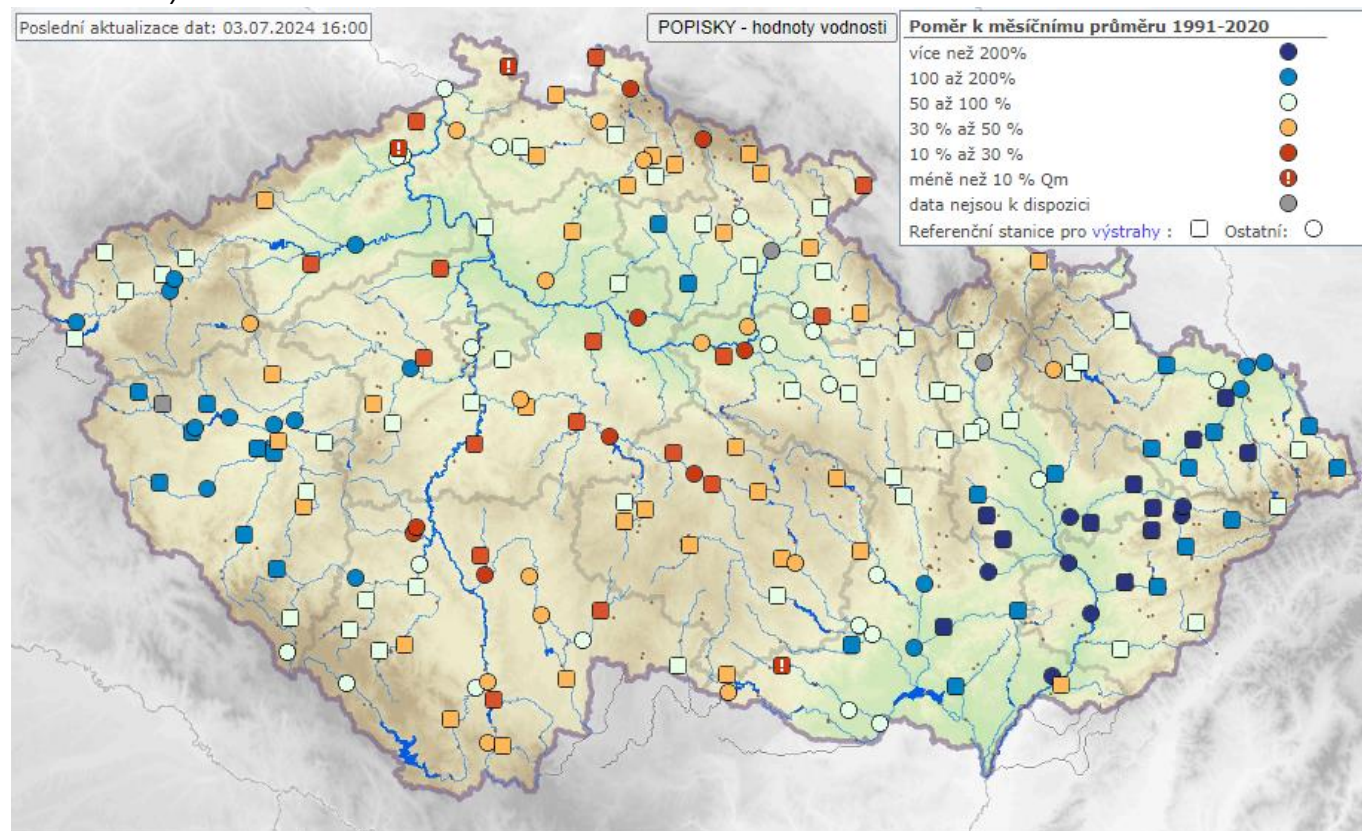 Poslední aktualizace dat: 03.07.2024 16:00
POPISKY - hodnoty vodnosti
Poměr k měsíčnímu průměru 1991-2020
více než 200%
100 až 200%
50 až 100 %
30 % až 50 %
10 % až 30 %
méně než 10 % Qm
data nejsou k dispozici
Referenční stanice pro výstrahy : Ostatní: